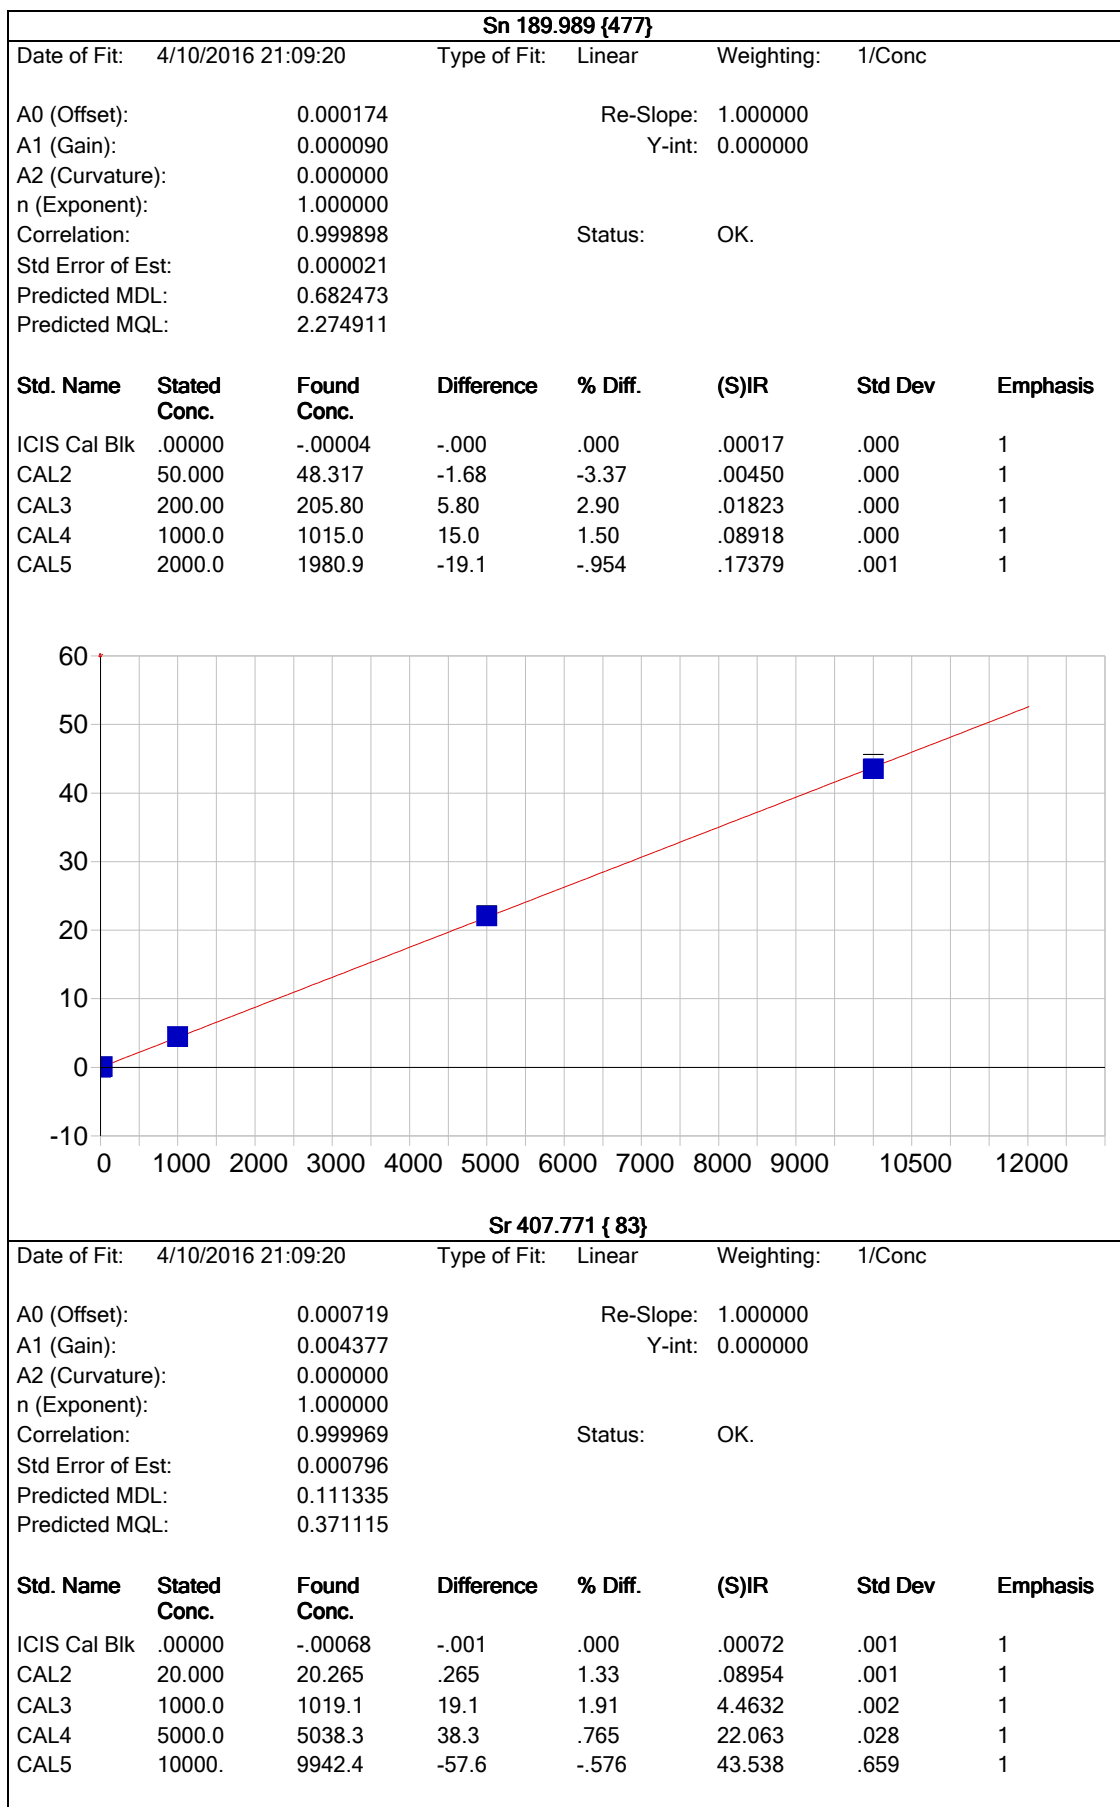 Sn 189.989 {477}
Date of Fit: 4/10/2016 21:09:20 Type of Fit: Linear Weighting: 1/Conc
A0 (Offset): 0.000174 Re-Slope: 1.000000
A1 (Gain): 0.000090 Y-int: 0.000000
A2 (Curvature): 0.000000
n (Exponent): 1.000000
Correlation: 0.999898 Status: OK.
Std Error of Est: 0.000021
Predicted MDL: 0.682473
Predicted MQL: 2.274911
Std. Name Stated Found Difference % Diff. (S)IR Std Dev Emphasis
Conc. Conc.
ICIS Cal Blk .00000 -.00004 -.000 .000 .00017 .000 1
CAL2 50.000 48.317 -1.68 -3.37 .00450 .000 1
CAL3 200.00 205.80 5.80 2.90 .01823 .000 1
CAL4 1000.0 1015.0 15.0 1.50 .08918 .000 1
CAL5 2000.0 1980.9 -19.1 -.954 .17379 .001 1
60
50
40
30
20
10
0
-10
0 1000 2000 3000 4000 5000 6000 7000 8000 9000 10500 12000
Sr 407.771 { 83}
Date of Fit: 4/10/2016 21:09:20 Type of Fit: Linear Weighting: 1/Conc
A0 (Offset): 0.000719 Re-Slope: 1.000000
A1 (Gain): 0.004377 Y-int: 0.000000
A2 (Curvature): 0.000000
n (Exponent): 1.000000
Correlation: 0.999969 Status: OK.
Std Error of Est: 0.000796
Predicted MDL: 0.111335
Predicted MQL: 0.371115
Std. Name Stated Found Difference % Diff. (S)IR Std Dev Emphasis
Conc. Conc.
ICIS Cal Blk .00000 -.00068 -.001 .000 .00072 .001 1
CAL2 20.000 20.265 .265 1.33 .08954 .001 1
CAL3 1000.0 1019.1 19.1 1.91 4.4632 .002 1
CAL4 5000.0 5038.3 38.3 .765 22.063 .028 1
CAL5 10000. 9942.4 -57.6 -.576 43.538 .659 1